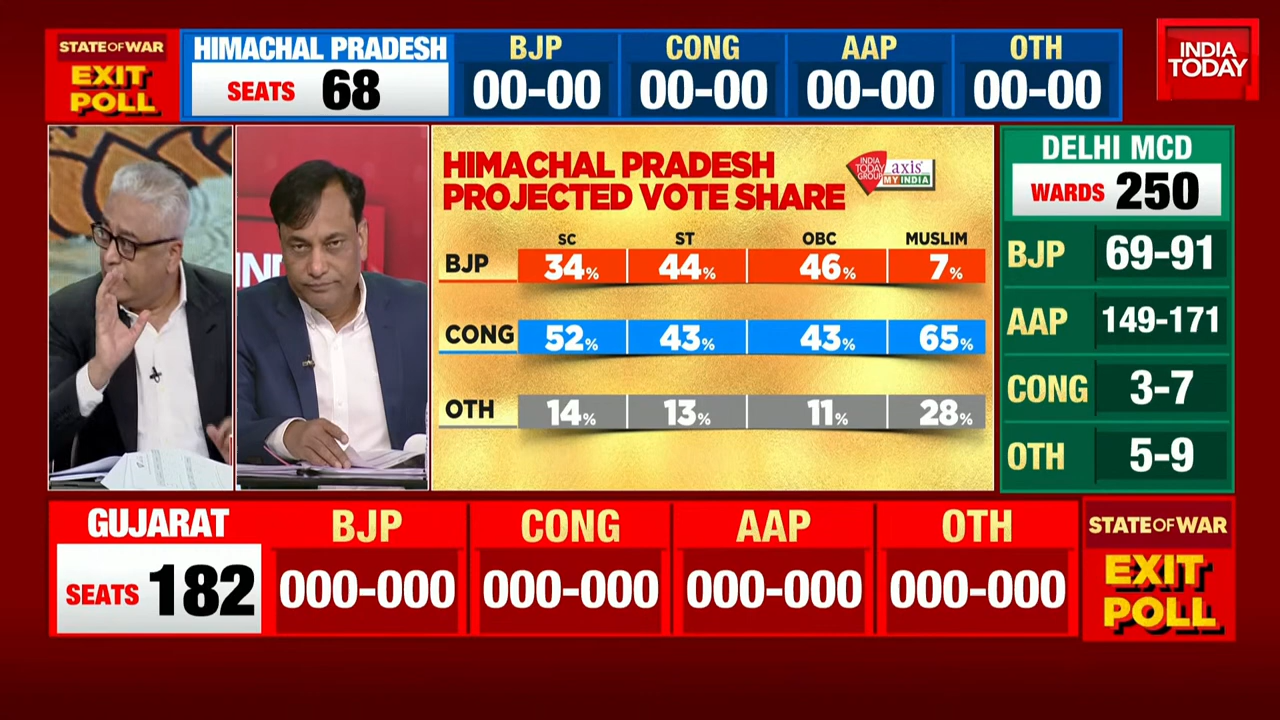 STATE OF WAR
EXIT
POLL
HIMACHAL PRADESH
SEATS 68
BJP CONG AAP OTH
00-00 00-00 00-00 00-00
INDIA
TODAY
HIMACHAL PRADESH
PROJECTED VOTE SHARE
INDIA
TODAY
GROUP
axis
MY INDIA
SC ST OBC MUSLIM
BJP 34% 44% 46% 7%
CONG 52% 43% 43% 65%
OTH 14% 13% 11% 28%
DELHI MCD
WARDS 250
BJP 69-91
AAP 149-171
CONG 3-7
OTH 5-9
GUJARAT
SEATS 182
BJP CONG AAP OTH
000-000 000-000 000-000 000-000
STATE OF WAR
EXIT
POLL